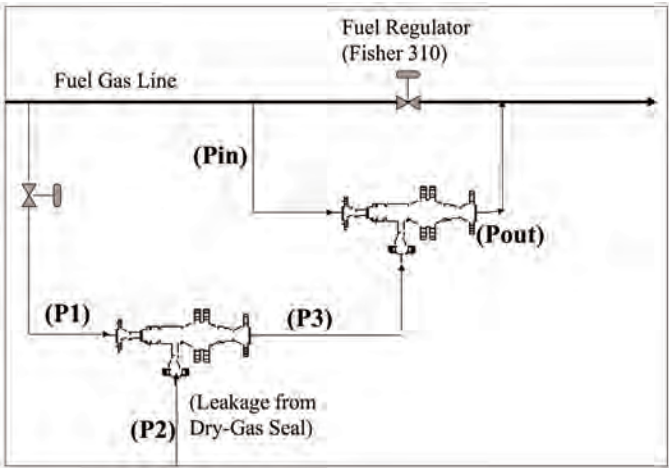 Fuel Regulator
(Fisher 310)
Fuel Gas Line
(Pin)
(Pout)
(P1)
(P3)
(Leakage from
Dry-Gas Seal)
(P2)